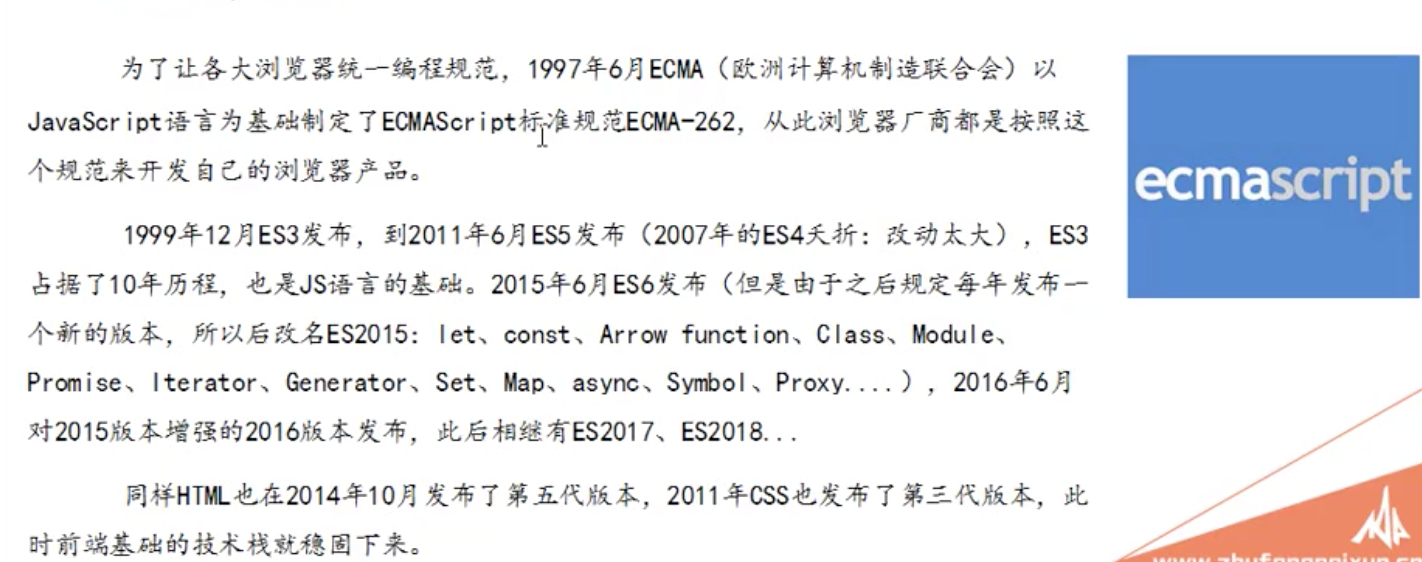 为了让各大浏览器统一编程规范，1997年6月ECMA（欧洲计算机制造联合会）以
JavaScript语言为基础制定了ECMAScript标准规范ECMA-262，从此浏览器厂商都是按照这
个规范来开发自己的浏览器产品。
ecmascript
1999年12月ES3发布，到2011年6月ES5发布（2007年的ES4夭折：改动太大），ES3
占据了10年历程，也是JS语言的基础。2015年6月ES6发布（但是由于之后规定每年发布一
个新的版本，所以后改名ES2015：let、const、Arrow function、Class、Module、
Promise、Iterator、Generator、Set、Map、async、Symbol、Proxy....），2016年6月
对2015版本增强的2016版本发布，此后相继有ES2017、ES2018...
同样HTML也在2014年10月发布了第五代版本，2011年CSS也发布了第三代版本，此
时前端基础的技术栈就稳固下来。